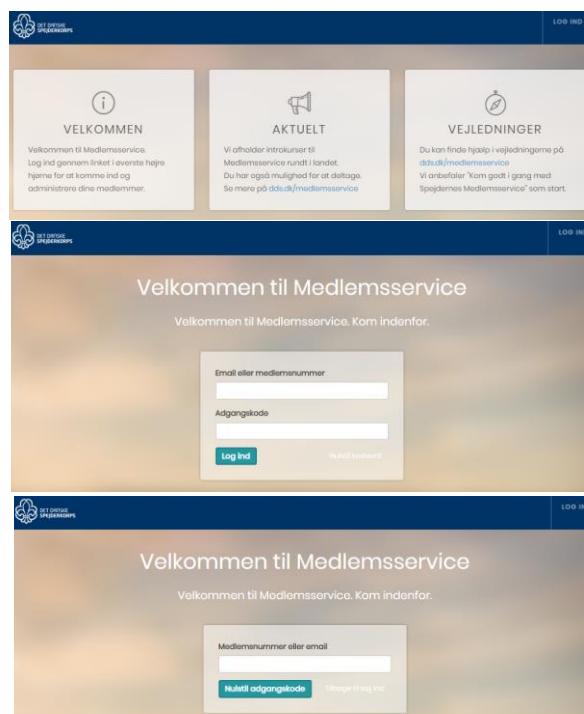 DET DANSKE
SPEJDERKORPS
LOG IND
VELKOMMEN
Velkommen til Medlemsservice.
Log ind gennem linket i øverste højre
hjørne for at komme ind og
administrere dine medlemmer.
AKTUELT
Vi afholder introkurser til
Medlemsservice rundt i landet.
Du har også mulighed for at deltage.
Se mere på dds.dk/medlemsservice
VEJLEDNINGER
Du kan finde hjælp i vejledningerne på
dds.dk/medlemsservice
Vi anbefaler "Kom godt i gang med
Spejdernes Medlemsservice" som start.
DET DANSKE
SPEJDERKORPS
LOG IN
Velkommen til Medlemsservice
Velkommen til Medlemsservice. Kom indenfor.
Email eller medlemsnummer
Adgangskode
Log ind
DET DANSKE
SPEJDERKORPS
LOG IN
Velkommen til Medlemsservice
Velkommen til Medlemsservice. Kom indenfor.
Medlemsnummer eller email
Nulstil adgangskode
Tilbage til log ind